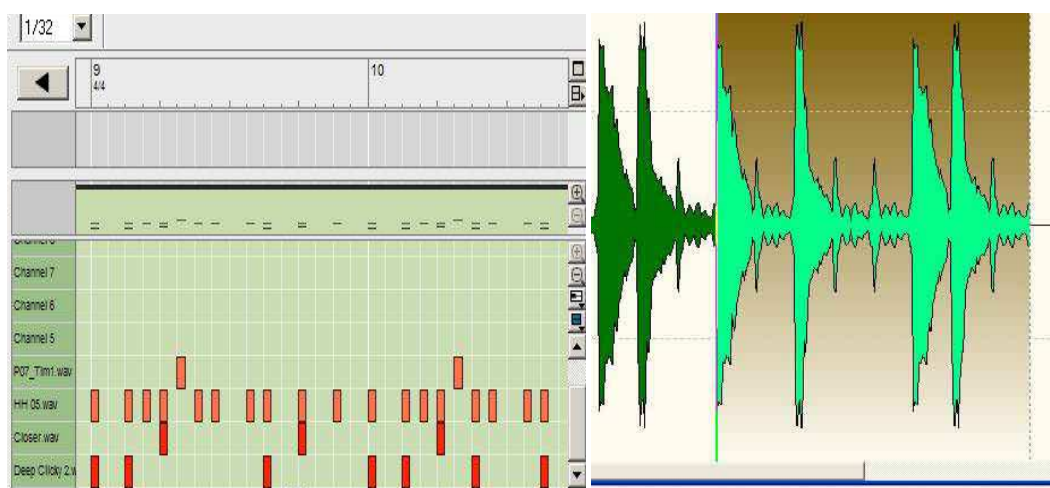 1/32
9
4/4
10
Channel 7
Channel 6
Channel 5
P07_Tim1.wav
HH 05.wav
Closer.wav
Deep Clicky 2.w